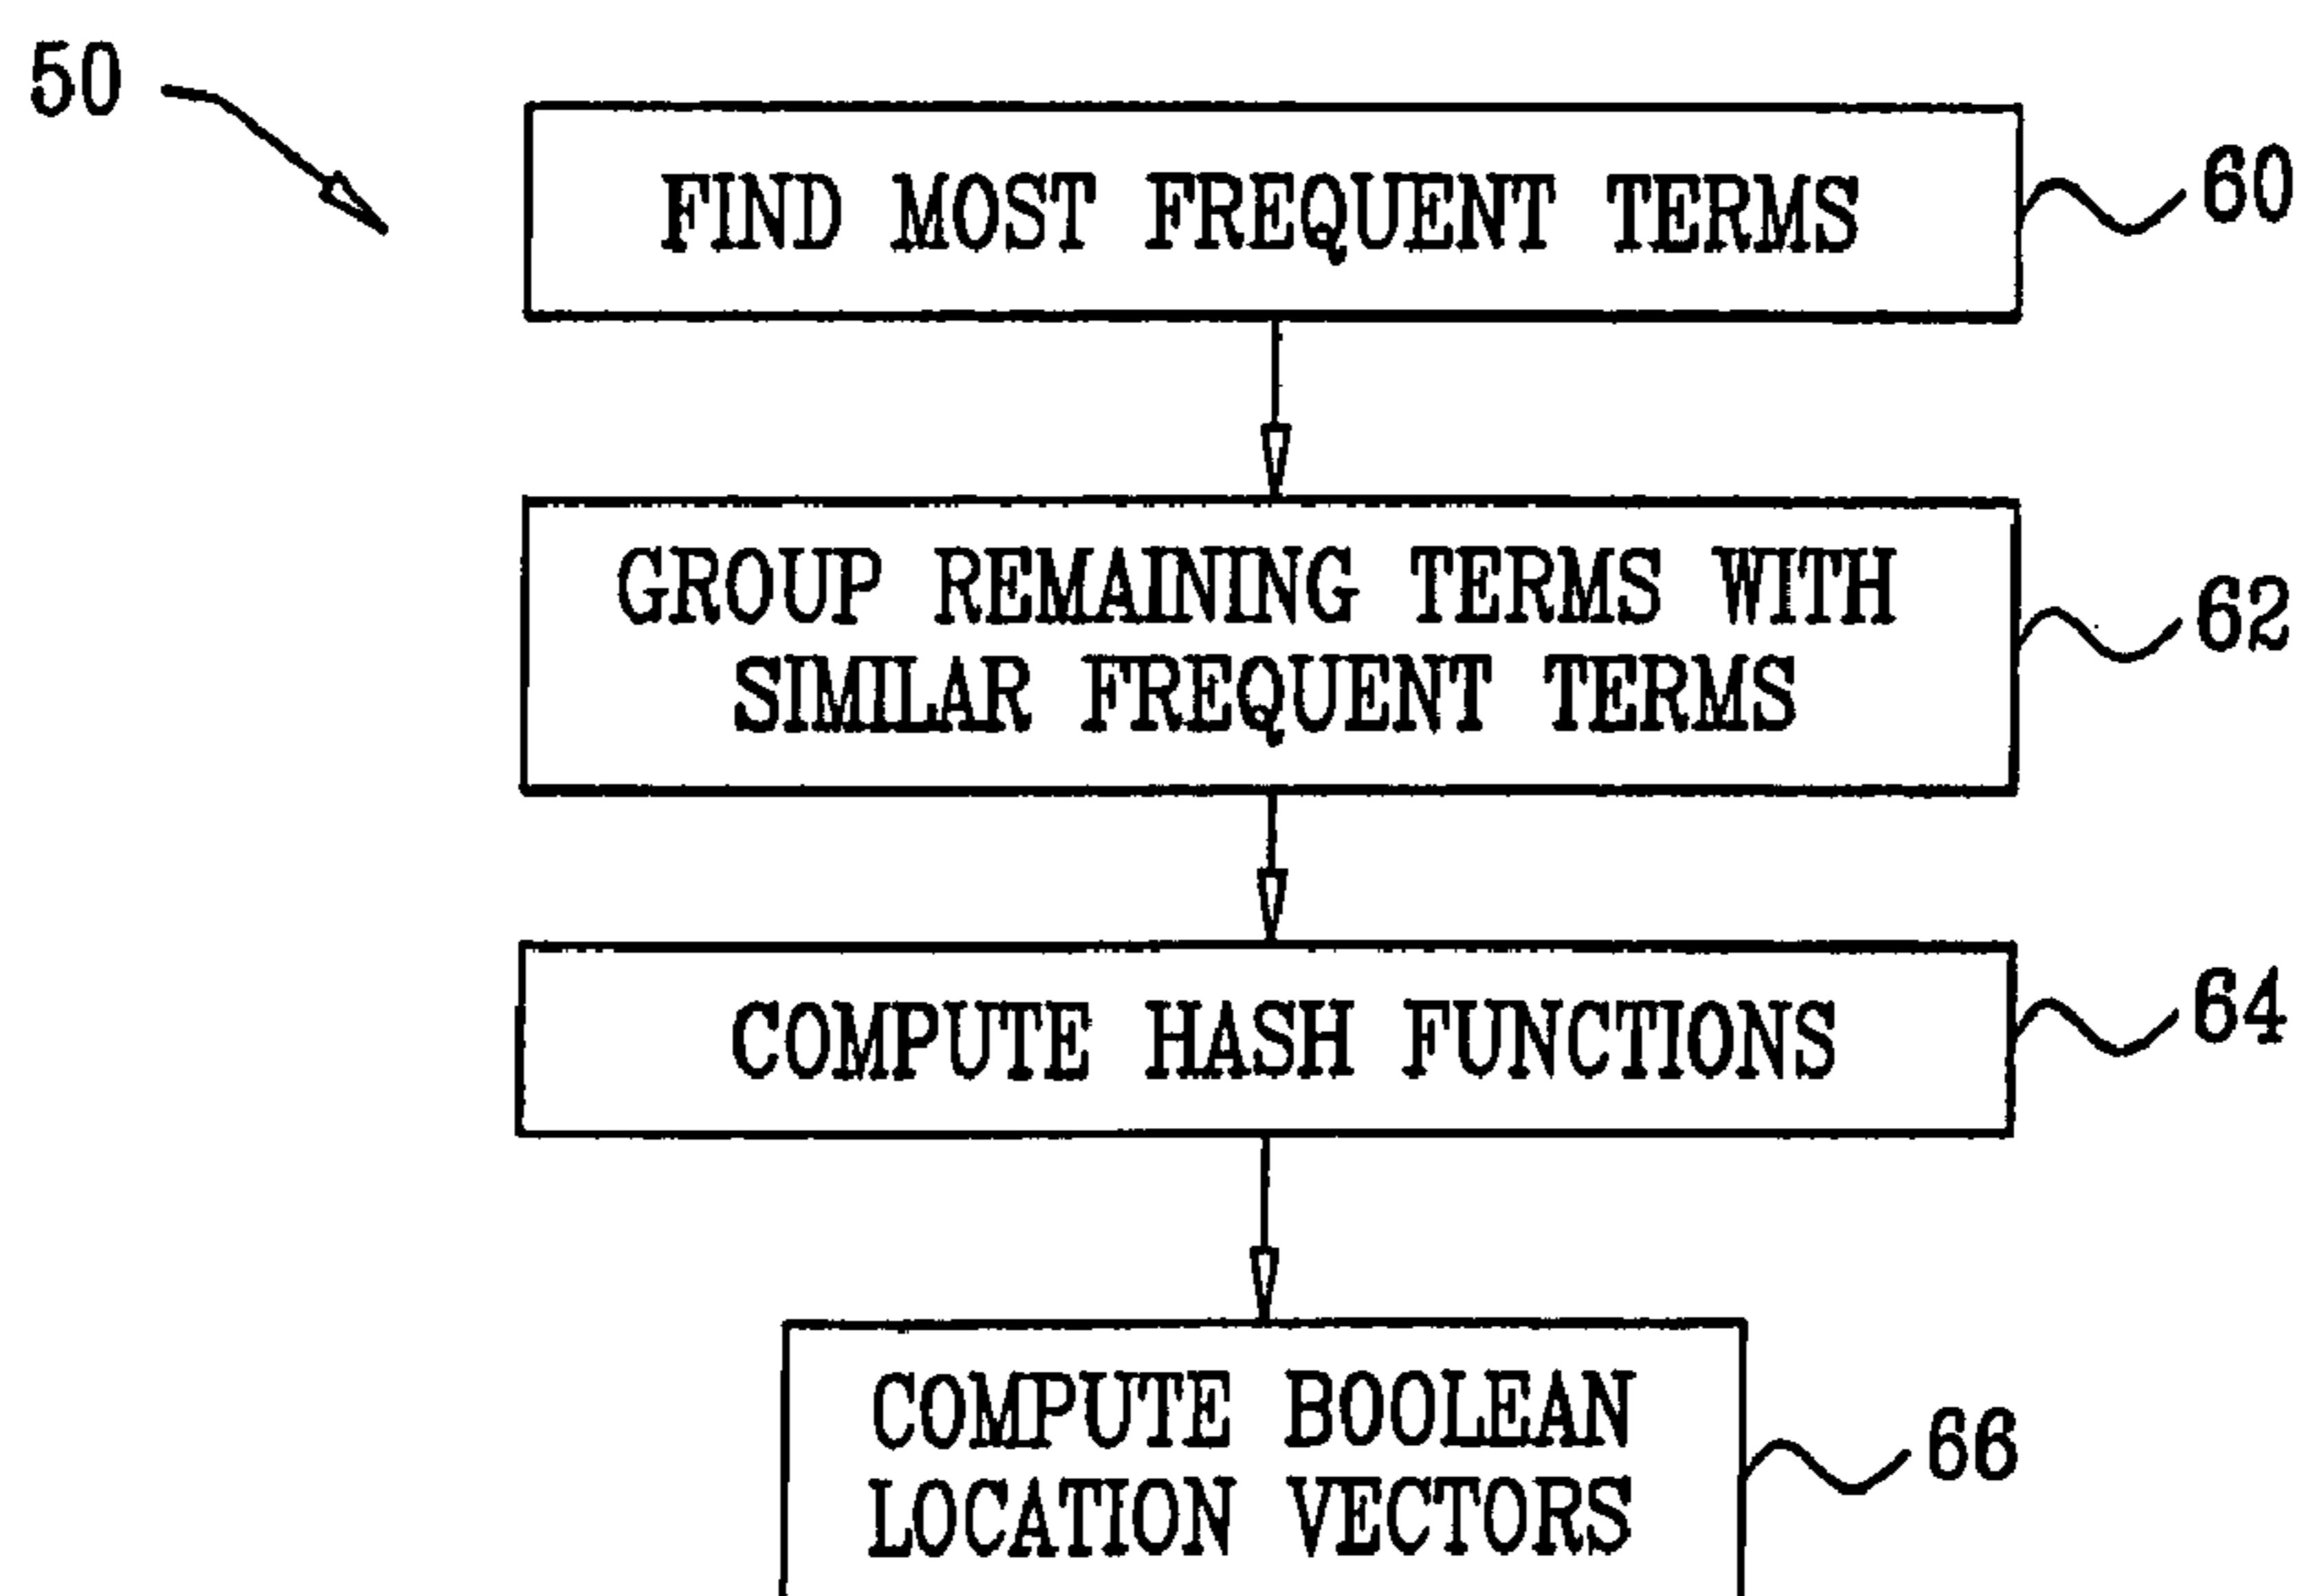 50
FIND MOST FREQUENT TERMS
60
GROUP REMAINING TERMS WITH
SIMILAR FREQUENT TERMS
62
COMPUTE HASH FUNCTIONS
64
COMPUTE BOOLEAN
LOCATION VECTORS
66